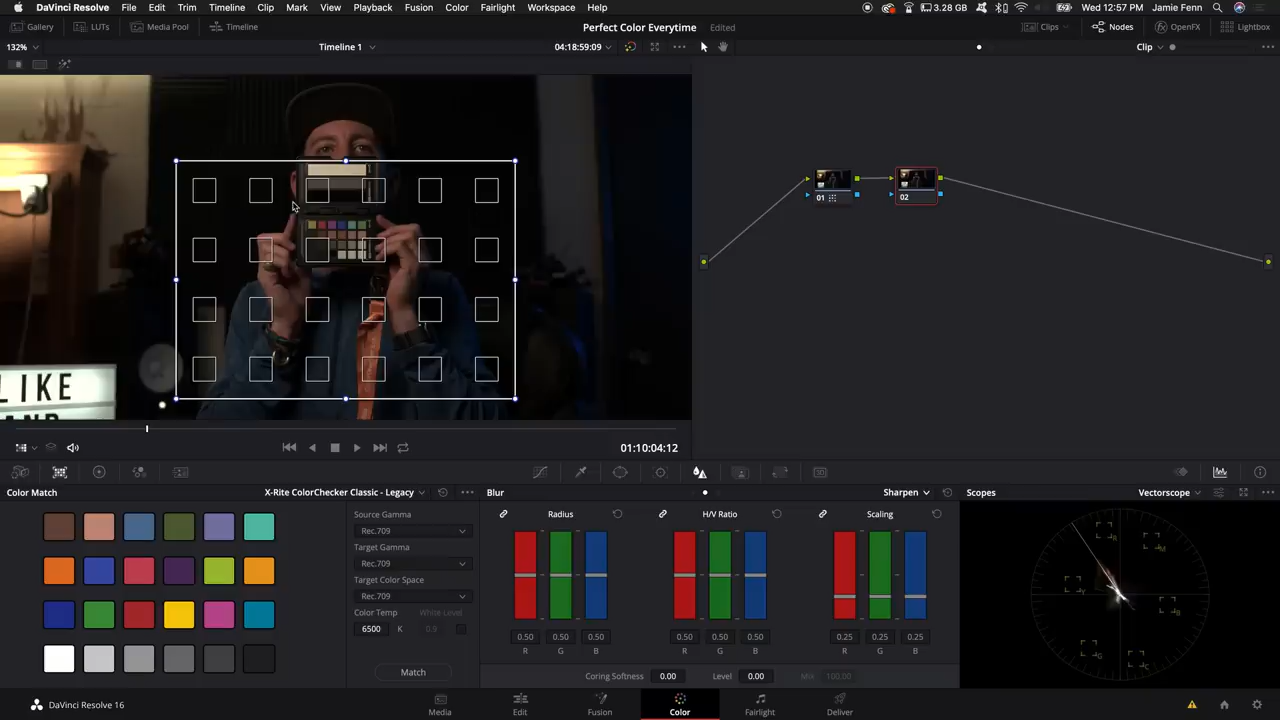 DaVinci Resolve File Edit Trim Timeline Clip Mark View Playback Fusion Color Fairlight Workspace Help
3.28 GB Wed 12:57 PM Jamie Fenn
Gallery LUTs Media Pool Timeline
Perfect Color Everytime Edited
Clips Nodes OpenFX Lightbox
132% Timeline 1 04:18:59:09 Clip
01
02
LIKE
AND
01:10:04:12
Color Match
X-Rite ColorChecker Classic - Legacy
Source Gamma
Rec.709
Target Gamma
Rec.709
Target Color Space
Rec.709
Color Temp White Level
6500 K 0.9
Match
Blur Sharpen
Radius H/V Ratio Scaling
0.50 0.50 0.50 0.50 0.50 0.50 0.25 0.25 0.25
R G B R G B R G B
Coring Softness 0.00 Level 0.00 Mix 100.00
Scopes Vectorscope
R
M
B
C
G
Y
DaVinci Resolve 16
Media Edit Fusion Color Fairlight Deliver